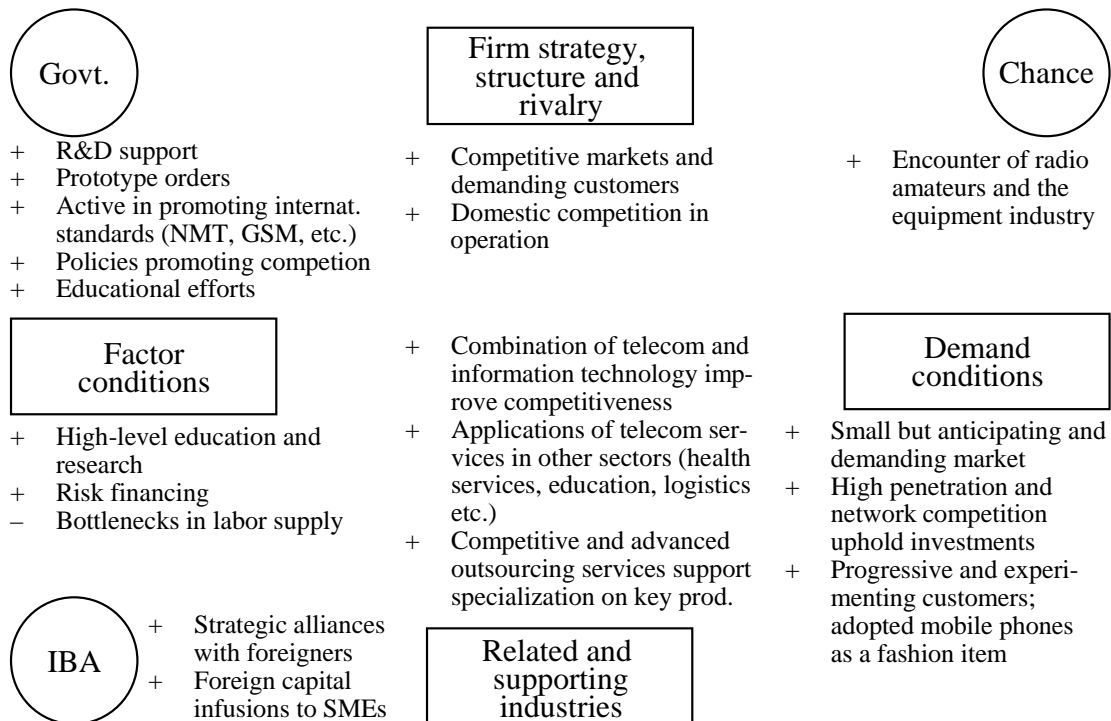 Govt.
+ R&D support
+ Prototype orders
+ Active in promoting internat.
standards (NMT, GSM, etc.)
+ Policies promoting competion
+ Educational efforts
Firm strategy,
structure and
rivalry
+ Competitive markets and
demanding customers
+ Domestic competition in
operation
Chance
+ Encounter of radio
amateurs and the
equipment industry
Factor
conditions
+ High-level education and
research
+ Risk financing
– Bottlenecks in labor supply
+ Combination of telecom and
information technology imp-
rove competitiveness
+ Applications of telecom ser-
vices in other sectors (health
services, education, logistics
etc.)
+ Competitive and advanced
outsourcing services support
specialization on key prod.
Demand
conditions
+ Small but anticipating and
demanding market
+ High penetration and
network competition
uphold investments
+ Progressive and experi-
menting customers;
adopted mobile phones
as a fashion item
IBA
+ Strategic alliances
with foreigners
+ Foreign capital
infusions to SMEs
Related and
supporting
industries